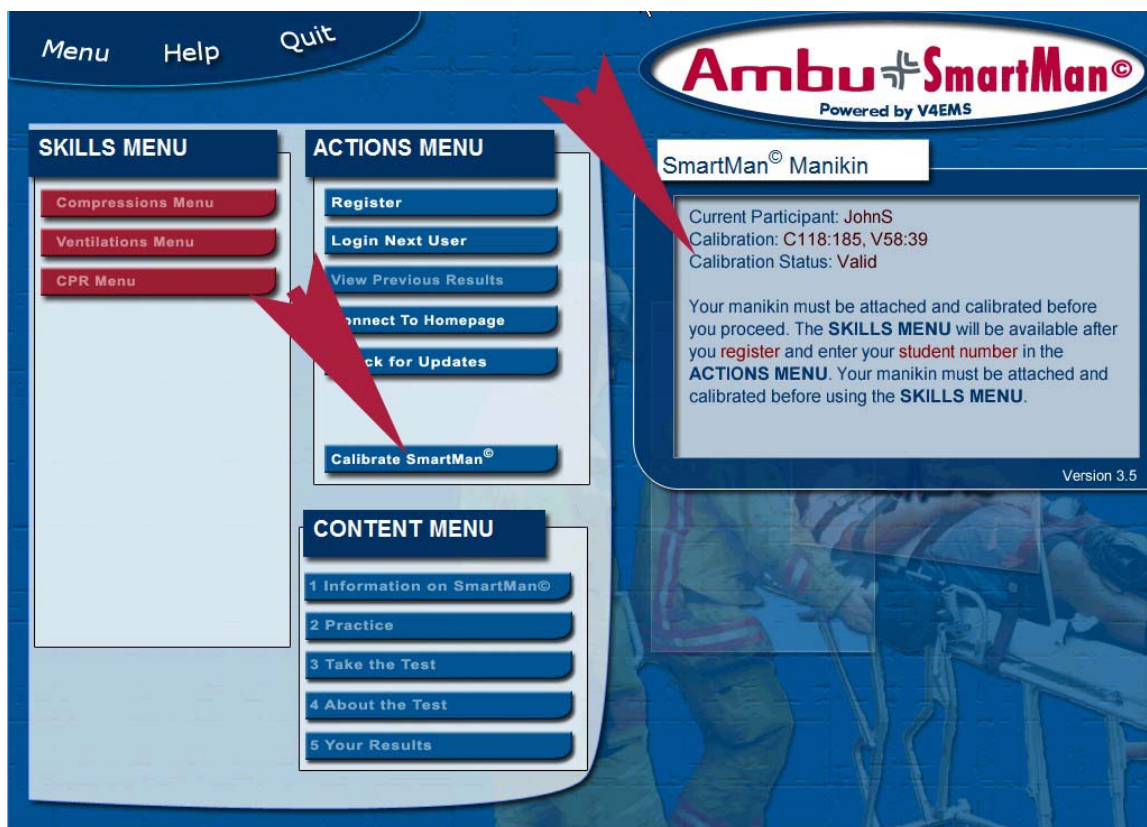 Menu Help Quit
Ambu SmartMan©
Powered by V4EMS
SKILLS MENU
Compressions Menu
Ventilations Menu
CPR Menu
ACTIONS MENU
Register
Login Next User
View Previous Results
onnect To Homepage
ck for Updates
Calibrate SmartMan©
CONTENT MENU
1 Information on SmartMan©
2 Practice
3 Take the Test
4 About the Test
5 Your Results
SmartMan© Manikin
Current Participant: JohnS
Calibration: C118:185, V58:39
Calibration Status: Valid
Your manikin must be attached and calibrated before
you proceed. The SKILLS MENU will be available after
you register and enter your student number in the
ACTIONS MENU. Your manikin must be attached and
calibrated before using the SKILLS MENU.
Version 3.5